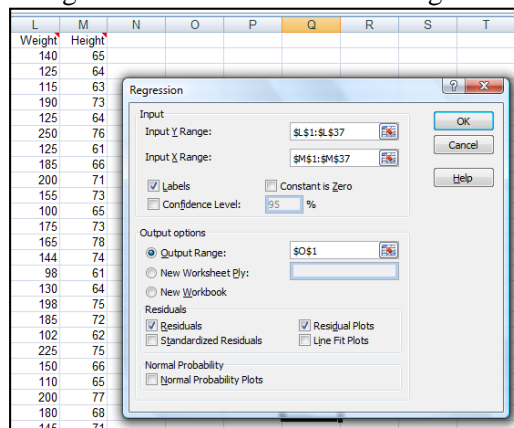 L M N O P Q R S T
Weight Height
140 65
125 64
115 63
190 73
125 64
250 76
125 61
185 66
200 71
155 73
100 65
175 73
165 78
144 74
98 61
130 64
198 75
185 72
102 62
225 75
150 66
110 65
200 77
180 68
145 71
Regression
Input
Input Y Range: $L$1:$L$37
Input X Range: $M$1:$M$37
Labels Constant is Zero
Confidence Level: 95 %
OK
Cancel
Help
Output options
Output Range: $O$1
New Worksheet Ply:
New Workbook
Residuals
Residuals Residual Plots
Standardized Residuals Line Fit Plots
Normal Probability
Normal Probability Plots